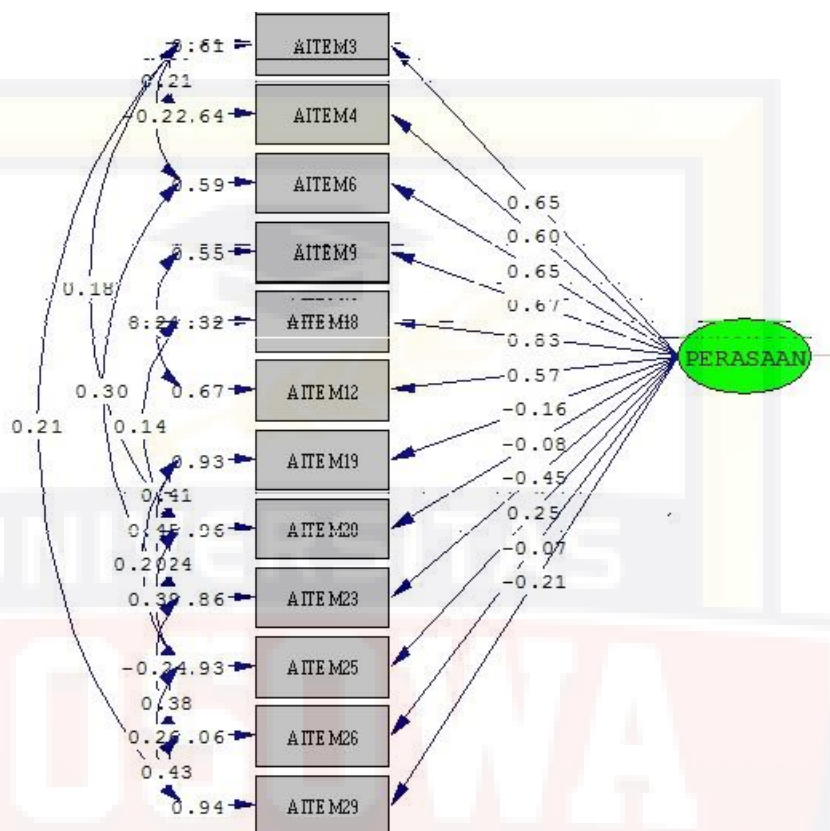 0.61 AITEM3
0.21
0.65
AITEM4
0.60
0.59 AITEM6
0.65
0.55 AITEM9
0.67
0.18
AITEM18
0.83
PERASAAN
0.67 AITEM12
0.57
0.30
-0.16
0.21
0.14
-0.08
0.93 AITEM19
-0.45
0.41
0.25
AITEM20
-0.07
UNIVERSITAS
-0.21
AITEM23
AITEM25
0.38
AITEM26
0.43
0.94 AITEM29
BOSOWA